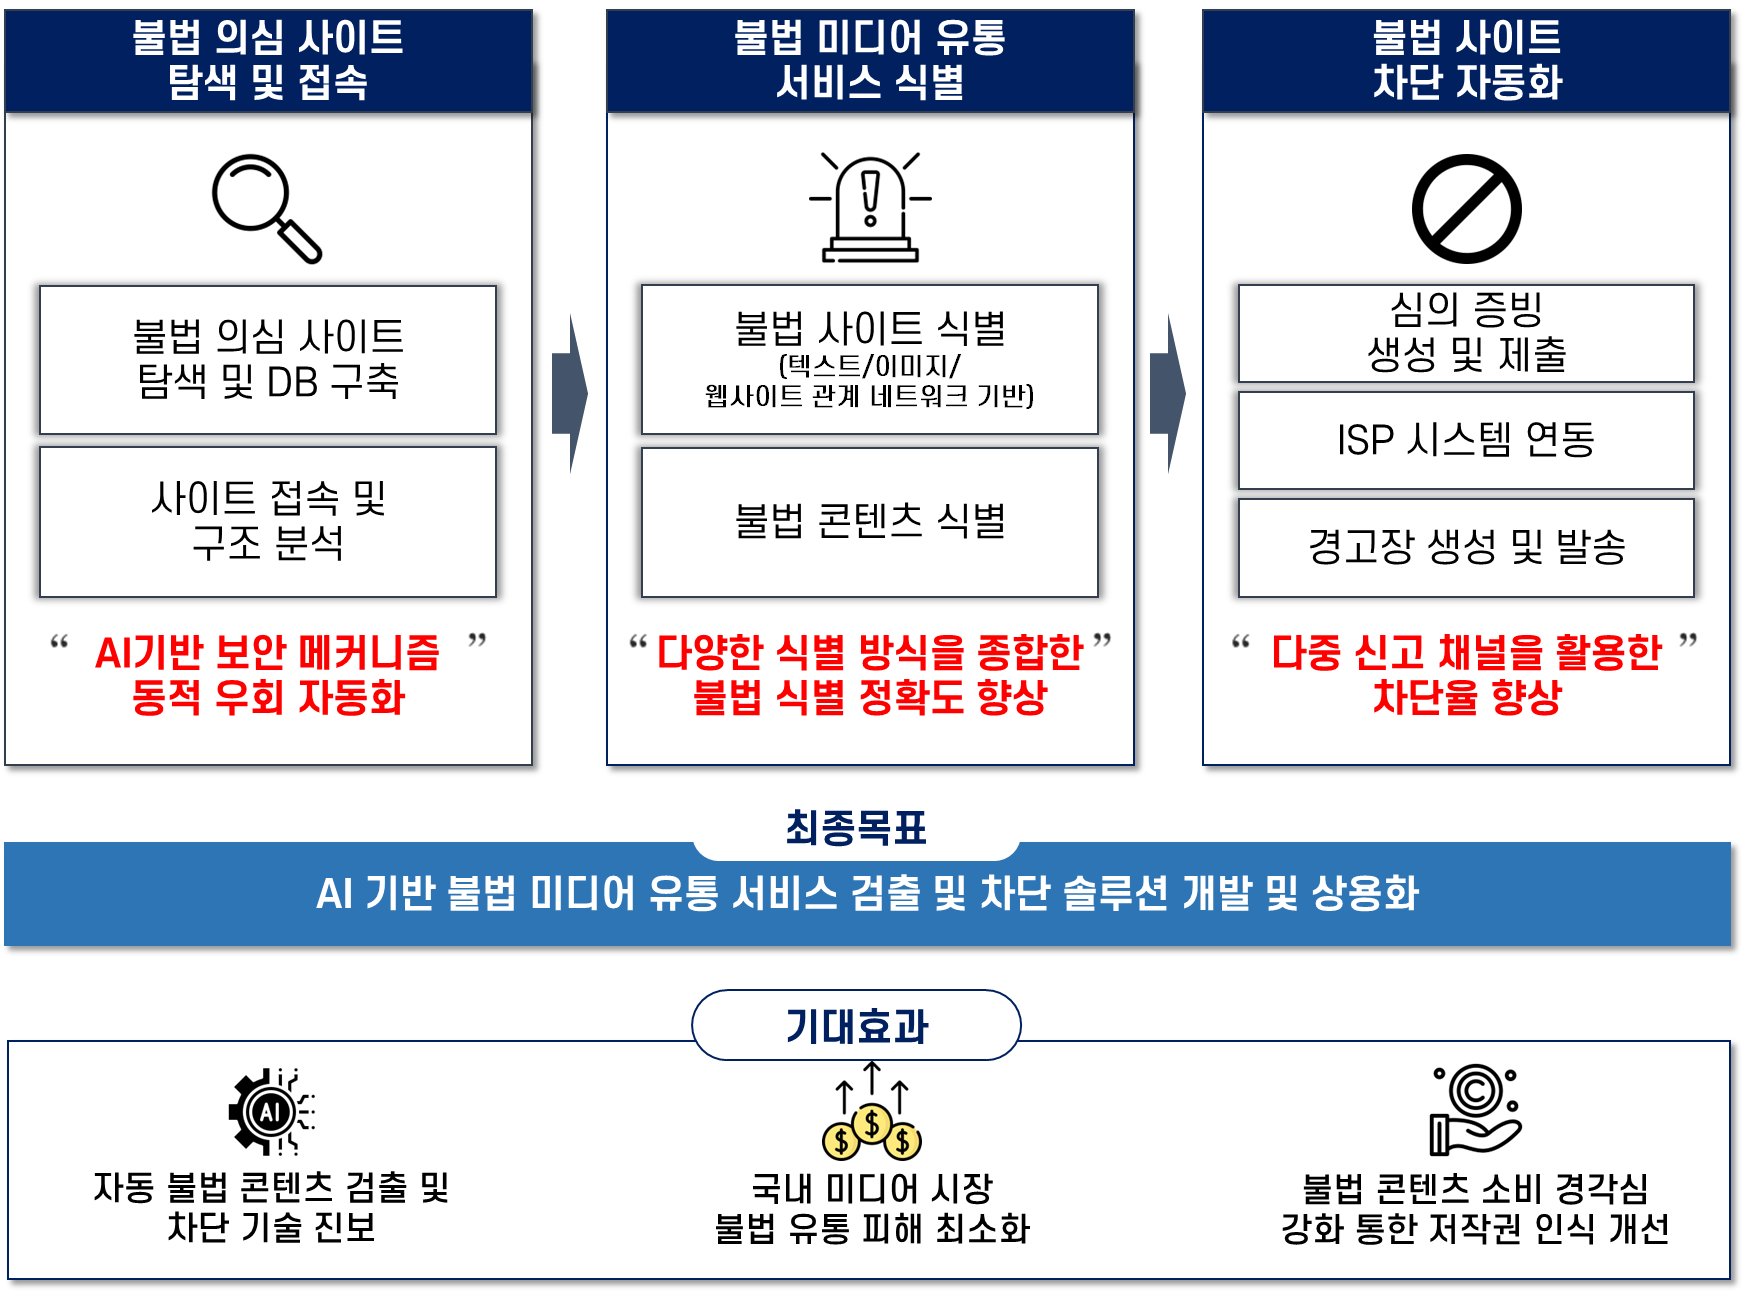 불법 의심 사이트
탐색 및 접속
불법 의심 사이트
탐색 및 DB 구축
사이트 접속 및
구조 분석
“ AI기반 보안 메커니즘 ”
동적 우회 자동화
불법 미디어 유통
서비스 식별
불법 사이트 식별
(텍스트/이미지/
웹사이트 관계 네트워크 기반)
불법 콘텐츠 식별
“ 다양한 식별 방식을 종합한 ”
불법 식별 정확도 향상
불법 사이트
차단 자동화
심의 증빙
생성 및 제출
ISP 시스템 연동
경고장 생성 및 발송
“ 다중 신고 채널을 활용한 ”
차단율 향상
최종목표
AI 기반 불법 미디어 유통 서비스 검출 및 차단 솔루션 개발 및 상용화
기대효과
AI
자동 불법 콘텐츠 검출 및
차단 기술 진보
$ $ $
국내 미디어 시장
불법 유통 피해 최소화
©
불법 콘텐츠 소비 경각심
강화 통한 저작권 인식 개선